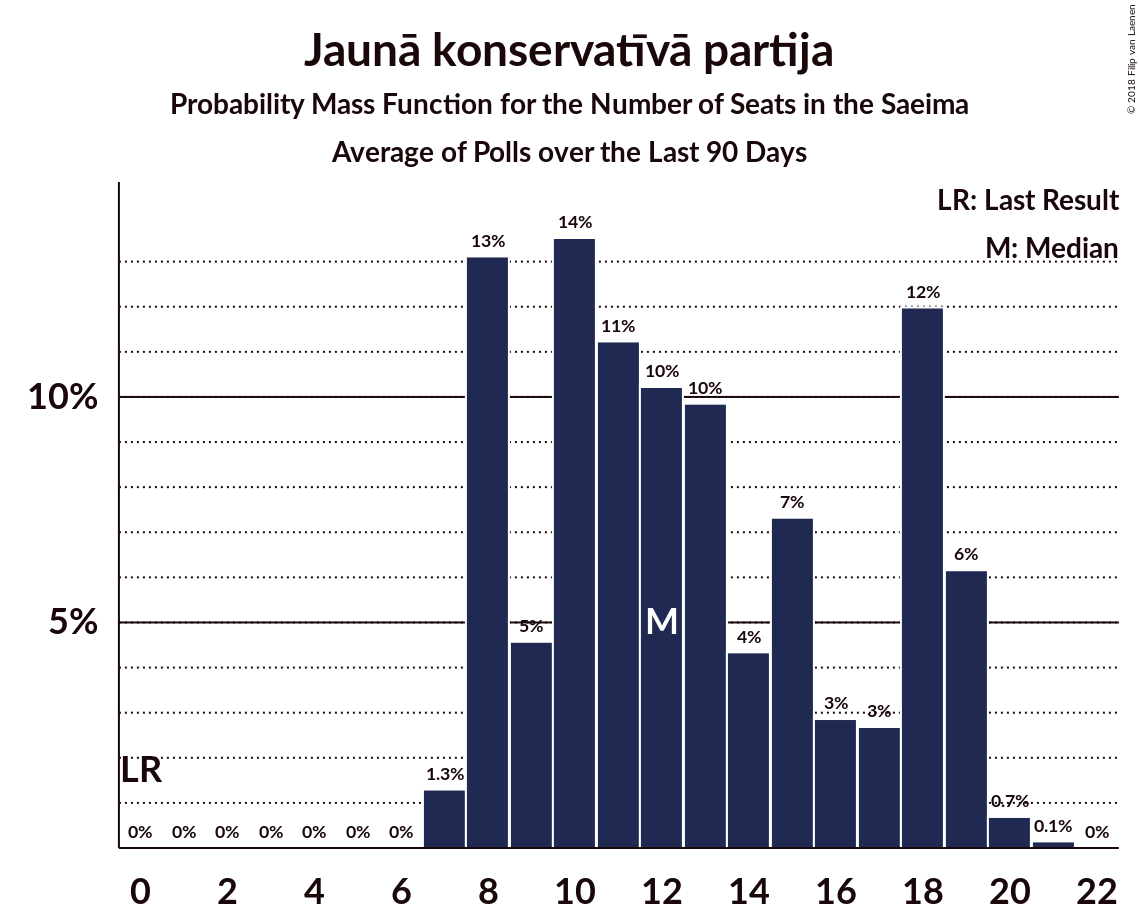 Jaunā konservatīvā partija
Probability Mass Function for the Number of Seats in the Saeima
Average of Polls over the Last 90 Days
© 2018 Filip van Laenen
LR: Last Result
M: Median
14%
13%
12%
11%
10%
10%
10%
7%
6%
5%
5%
4%
3%
3%
M
LR
1.3%
0.7%
0.1%
0% 0% 0% 0% 0% 0% 0% 0%
0 2 4 6 8 10 12 14 16 18 20 22